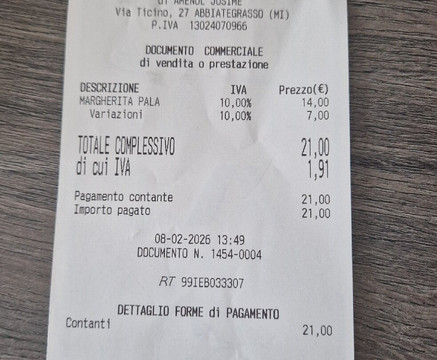 di AMENOL JOSIME
Via Ticino, 27 ABBIATEGRASSO (MI)
P.IVA 13024070966
DOCUMENTO COMMERCIALE
di vendita o prestazione
DESCRIZIONE IVA Prezzo(€)
MARGHERITA PALA 10,00% 14,00
Variazioni 10,00% 7,00
TOTALE COMPLESSIVO 21,00
di cui IVA 1,91
Pagamento contante 21,00
Importo pagato 21,00
08-02-2026 13:49
DOCUMENTO N. 1454-0004
RT 99IEB033307
DETTAGLIO FORME di PAGAMENTO
Contanti 21,00